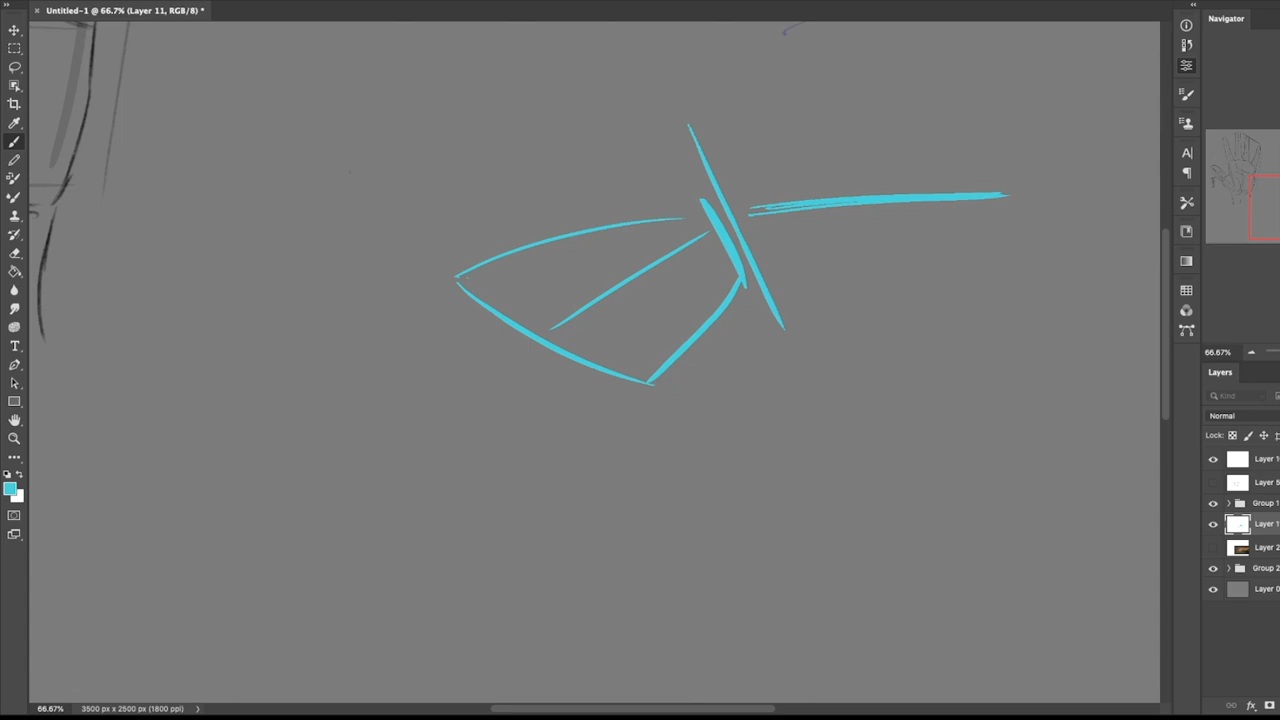 Untitled-1 @ 66.7% (Layer 11, RGB/8) *
Navigator
66.67%
Layers
Kind
Normal
Lock:
Layer 1
Layer 5
Group 1
Layer 1
Layer 2
Group 2
Layer 0
66.67% 3500 px x 2500 px (1800 ppi)